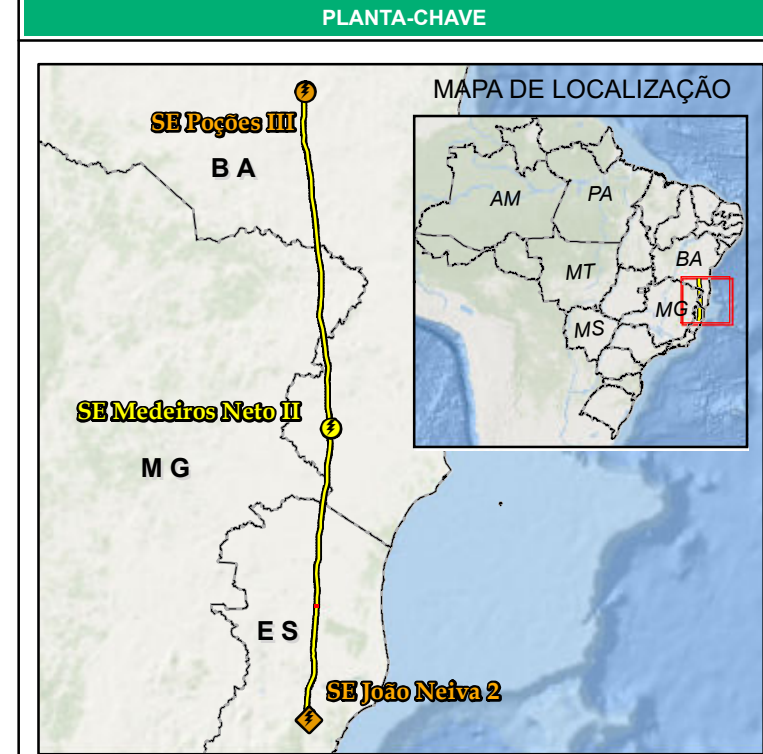 PLANTA-CHAVE
MAPA DE LOCALIZAÇÃO
SE Poções III
B A
AM
PA
BA
MT
MG
MS
SE Medeiros Neto II
M G
E S
SE João Neiva 2